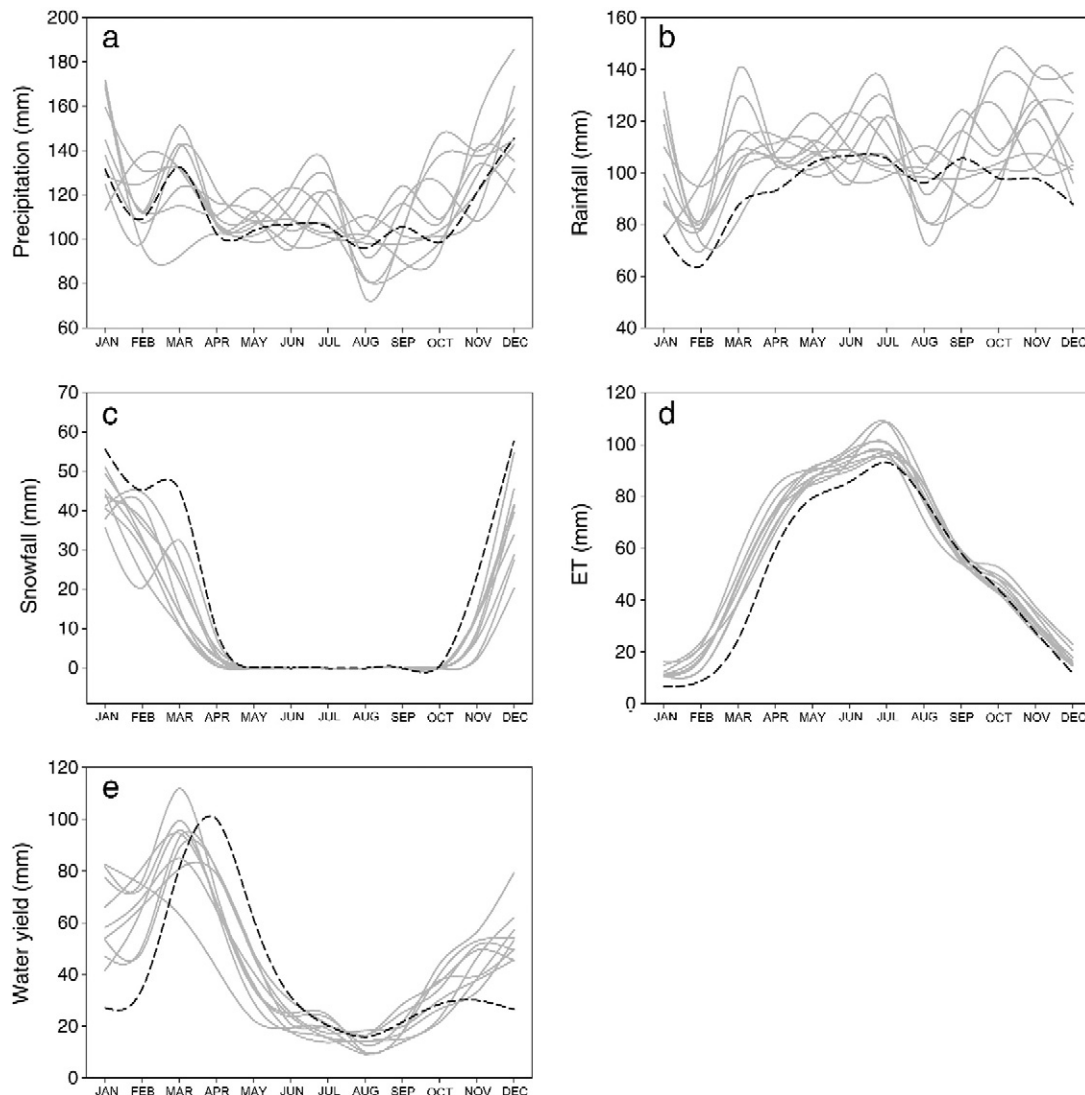 a
Precipitation (mm)
200
180
160
140
120
100
80
60
JAN FEB MAR APR MAY JUN JUL AUG SEP OCT NOV DEC
b
Rainfall (mm)
160
140
120
100
80
60
40
JAN FEB MAR APR MAY JUN JUL AUG SEP OCT NOV DEC
c
Snowfall (mm)
70
60
50
40
30
20
10
0
JAN FEB MAR APR MAY JUN JUL AUG SEP OCT NOV DEC
d
ET (mm)
120
100
80
60
40
20
0
JAN FEB MAR APR MAY JUN JUL AUG SEP OCT NOV DEC
e
Water yield (mm)
120
100
80
60
40
20
0
JAN FEB MAR APR MAY JUN JUL AUG SEP OCT NOV DEC